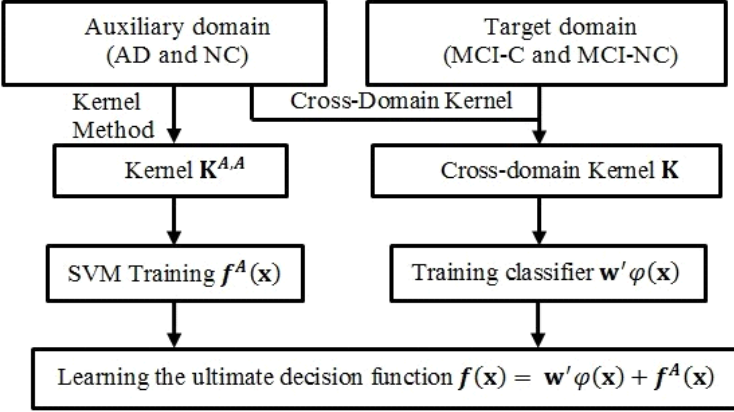 Auxiliary domain
(AD and NC)
Target domain
(MCI-C and MCI-NC)
Kernel
Method
Cross-Domain Kernel
Kernel 𝐊^{A,A}
Cross-domain Kernel 𝐊
SVM Training 𝒇^A(𝐱)
Training classifier 𝐰′φ(𝐱)
Learning the ultimate decision function 𝒇(𝐱) = 𝐰′φ(𝐱) + 𝒇^A(𝐱)